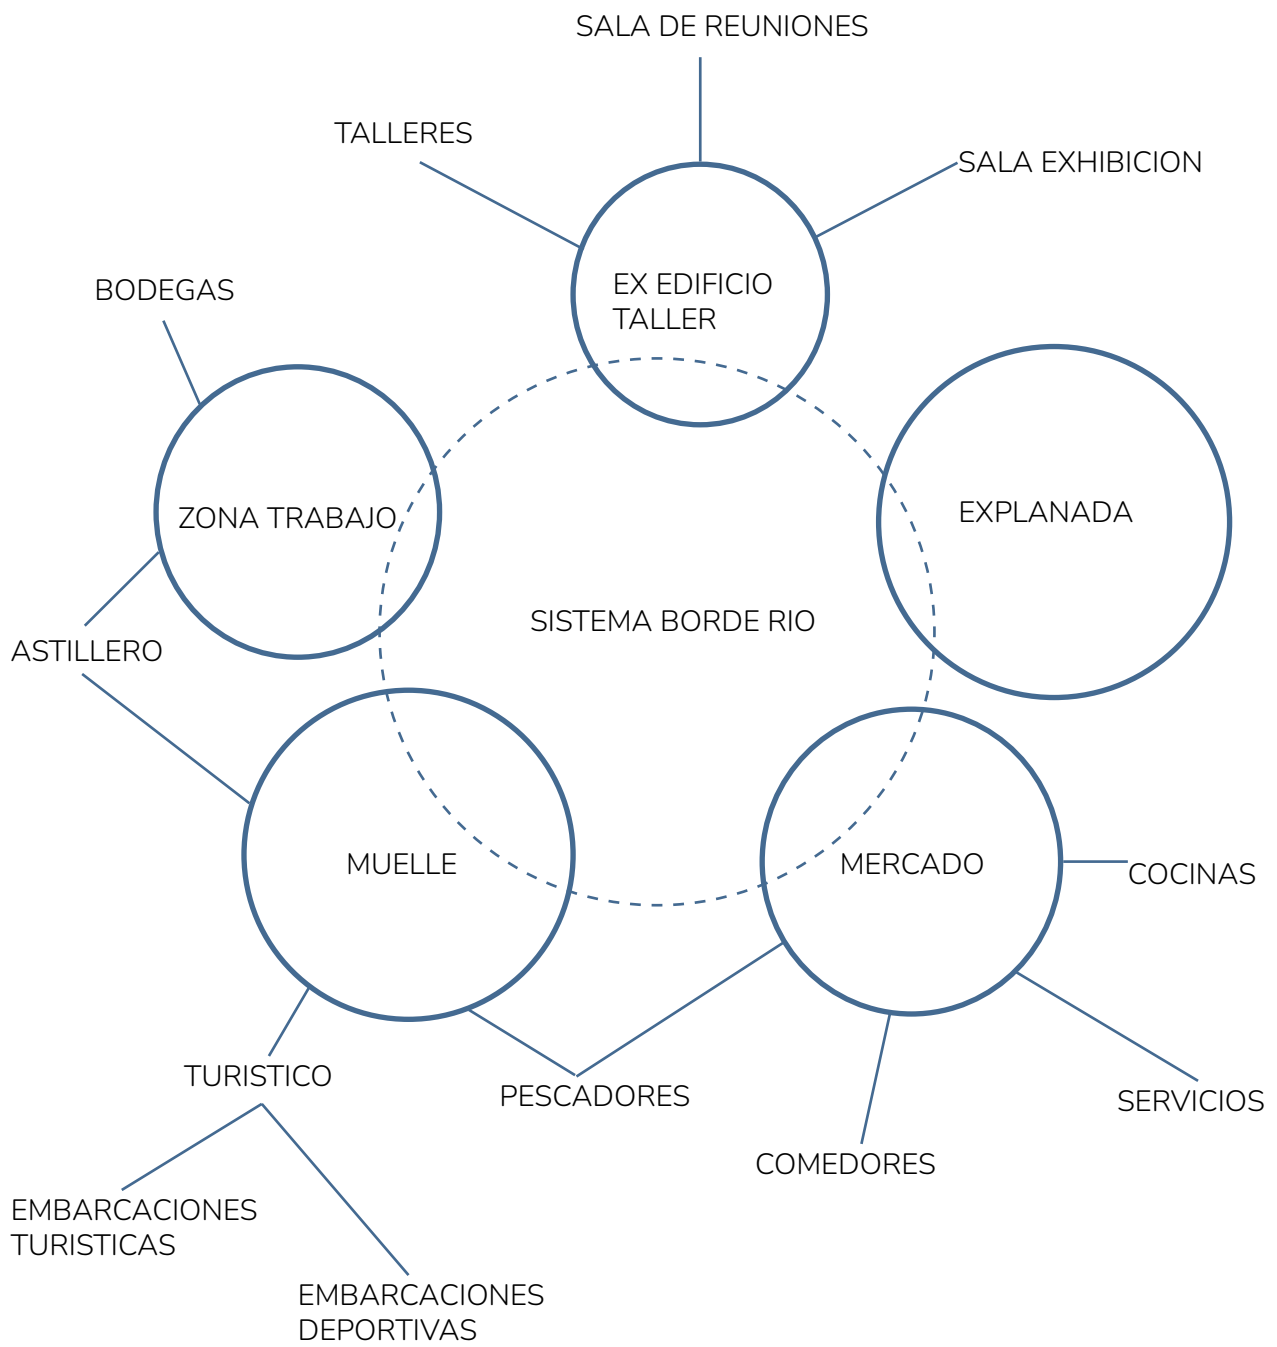 SALA DE REUNIONES
TALLERES
SALA EXHIBICION
EX EDIFICIO
TALLER
BODEGAS
ZONA TRABAJO
EXPLANADA
SISTEMA BORDE RIO
ASTILLERO
MUELLE
MERCADO
COCINAS
TURISTICO
PESCADORES
SERVICIOS
COMEDORES
EMBARCACIONES
TURISTICAS
EMBARCACIONES
DEPORTIVAS